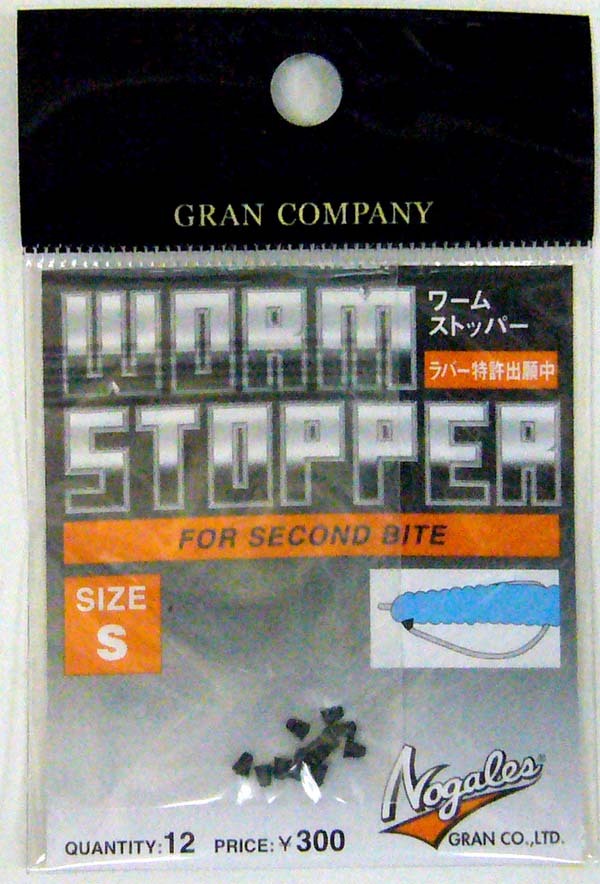 GRAN COMPANY
WORM
ワーム
ストッパー
ラバー特許出願中
STOPPER
FOR SECOND BITE
SIZE
S
Nogales®
GRAN CO.,LTD.
QUANTITY:12 PRICE:¥300